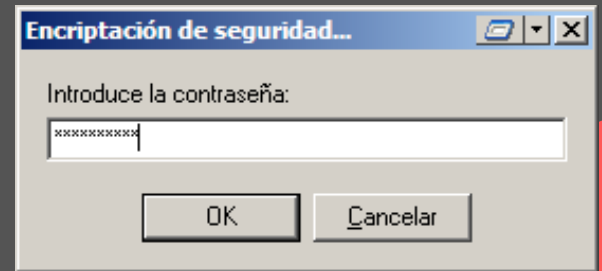 Encriptación de seguridad...
Introduce la contraseña:
**********
OK
Cancelar